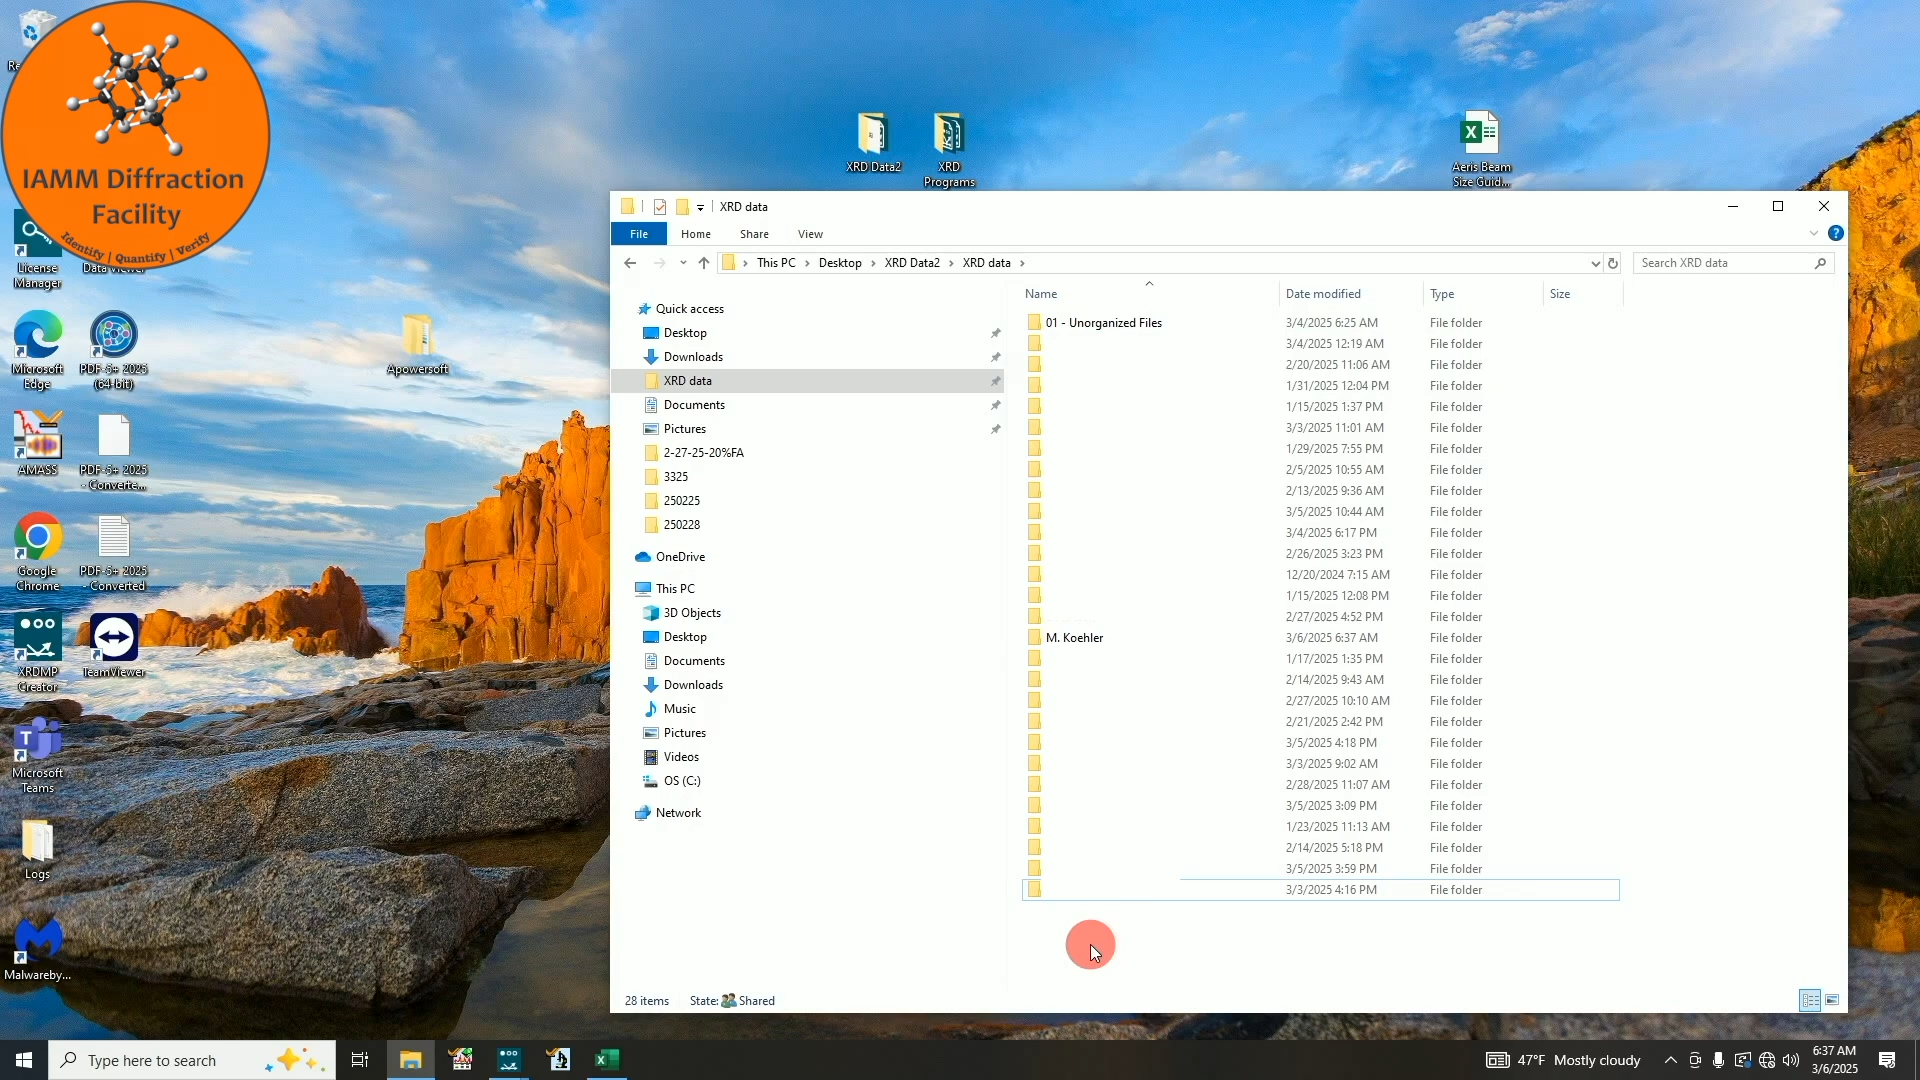 IAMM Diffraction
Facility
Identify | Quantify | Verify
License
Manager
Microsoft
Edge
PDF-5+ 2025
(64-bit)
AMASS
PDF-5+ 2025
- Converte...
Google
Chrome
PDF-5+ 2025
- Converted
XRDMP
Creator
TeamViewer
Microsoft
Teams
Logs
Malwareby...
Apowersoft
XRD Data2
XRD
Programs
Aeris Beam
Size Guid...
XRD data
File
Home
Share
View
This PC
Desktop
XRD Data2
XRD data
Search XRD data
Quick access
Desktop
Downloads
XRD data
Documents
Pictures
2-27-25-20%FA
3325
250225
250228
OneDrive
This PC
3D Objects
Desktop
Documents
Downloads
Music
Pictures
Videos
OS (C:)
Network
Name Date modified Type Size
01 - Unorganized Files 3/4/2025 6:25 AM File folder
3/4/2025 12:19 AM File folder
2/20/2025 11:06 AM File folder
1/31/2025 12:04 PM File folder
1/15/2025 1:37 PM File folder
3/3/2025 11:01 AM File folder
1/29/2025 7:55 PM File folder
2/5/2025 10:55 AM File folder
2/13/2025 9:36 AM File folder
3/5/2025 10:44 AM File folder
3/4/2025 6:17 PM File folder
2/26/2025 3:23 PM File folder
12/20/2024 7:15 AM File folder
1/15/2025 12:08 PM File folder
2/27/2025 4:52 PM File folder
M. Koehler 3/6/2025 6:37 AM File folder
1/17/2025 1:35 PM File folder
2/14/2025 9:43 AM File folder
2/27/2025 10:10 AM File folder
2/21/2025 2:42 PM File folder
3/5/2025 4:18 PM File folder
3/3/2025 9:02 AM File folder
2/28/2025 11:07 AM File folder
3/5/2025 3:09 PM File folder
1/23/2025 11:13 AM File folder
2/14/2025 5:18 PM File folder
3/5/2025 3:59 PM File folder
3/3/2025 4:16 PM File folder
28 items State: Shared
Type here to search
47°F Mostly cloudy
6:37 AM
3/6/2025